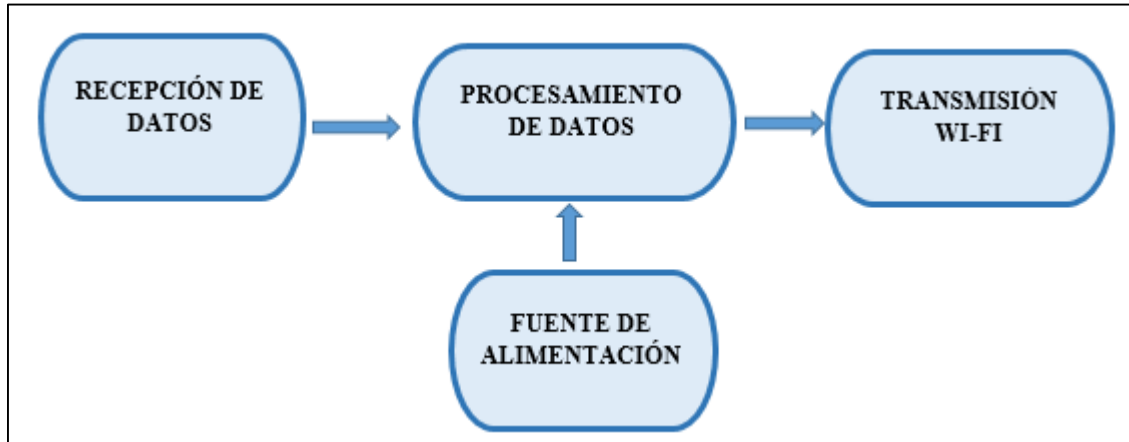 RECEPCIÓN DE
DATOS
PROCESAMIENTO
DE DATOS
TRANSMISIÓN
WI-FI
FUENTE DE
ALIMENTACIÓN